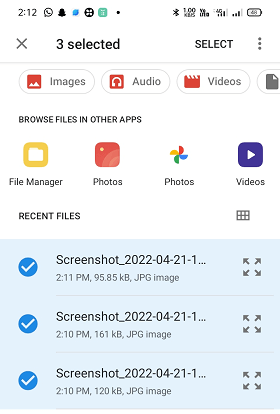 2:12 1.00 KB/S Vo 4G 48
3 selected SELECT
Images Audio Videos
BROWSE FILES IN OTHER APPS
File Manager Photos Photos Videos
RECENT FILES
Screenshot_2022-04-21-1...
2:11 PM, 95.85 kB, JPG image
Screenshot_2022-04-21-1...
2:10 PM, 161 kB, JPG image
Screenshot_2022-04-21-1...
2:10 PM, 120 kB, JPG image